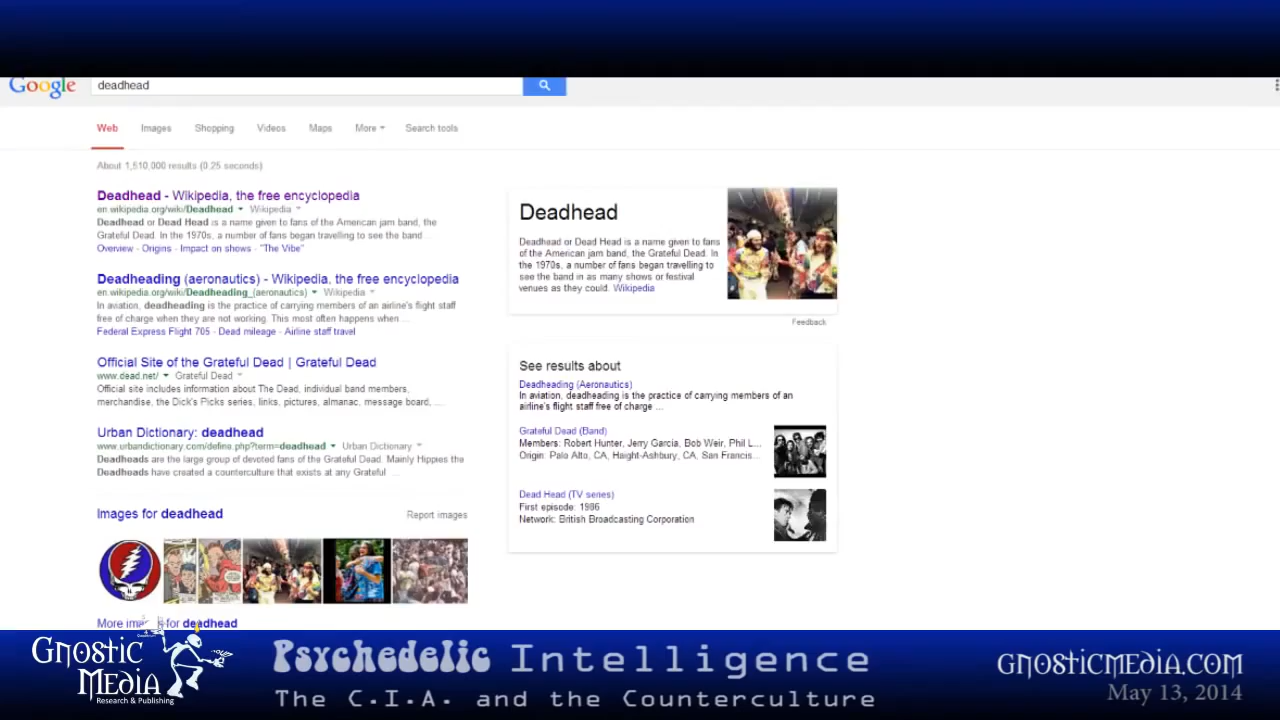 Google
deadhead
Web Images Shopping Videos Maps More Search tools
About 1,510,000 results (0.25 seconds)
Deadhead - Wikipedia, the free encyclopedia
en.wikipedia.org/wiki/Deadhead Wikipedia
Deadhead or Dead Head is a name given to fans of the American jam band, the
Grateful Dead. In the 1970s, a number of fans began travelling to see the band ...
Overview - Origins - Impact on shows - "The Vibe"
Deadheading (aeronautics) - Wikipedia, the free encyclopedia
en.wikipedia.org/wiki/Deadheading_(aeronautics) Wikipedia
In aviation, deadheading is the practice of carrying members of an airline's flight staff
free of charge when they are not working. This most often happens when ...
Federal Express Flight 705 - Dead mileage - Airline staff travel
Official Site of the Grateful Dead | Grateful Dead
www.dead.net/ Grateful Dead
Official site includes information about The Dead, individual band members,
merchandise, the Dick's Picks series, links, pictures, almanac, message board, ...
Urban Dictionary: deadhead
www.urbandictionary.com/define.php?term=deadhead Urban Dictionary
Deadheads are the large group of devoted fans of the Grateful Dead. Mainly Hippies the
Deadheads have created a counterculture that exists at any Grateful ...
Images for deadhead Report images
More images for deadhead
Deadhead
Deadhead or Dead Head is a name given to fans
of the American jam band, the Grateful Dead. In
the 1970s, a number of fans began travelling to
see the band in as many shows or festival
venues as they could. Wikipedia
Feedback
See results about
Deadheading (Aeronautics)
In aviation, deadheading is the practice of carrying members of an
airline's flight staff free of charge ...
Grateful Dead (Band)
Members: Robert Hunter, Jerry Garcia, Bob Weir, Phil L...
Origin: Palo Alto, CA, Haight-Ashbury, CA, San Francis...
Dead Head (TV series)
First episode: 1986
Network: British Broadcasting Corporation
Gnostic
Media
Research & Publishing
Psychedelic Intelligence
The C.I.A. and the Counterculture
gnosticmedia.com
May 13, 2014